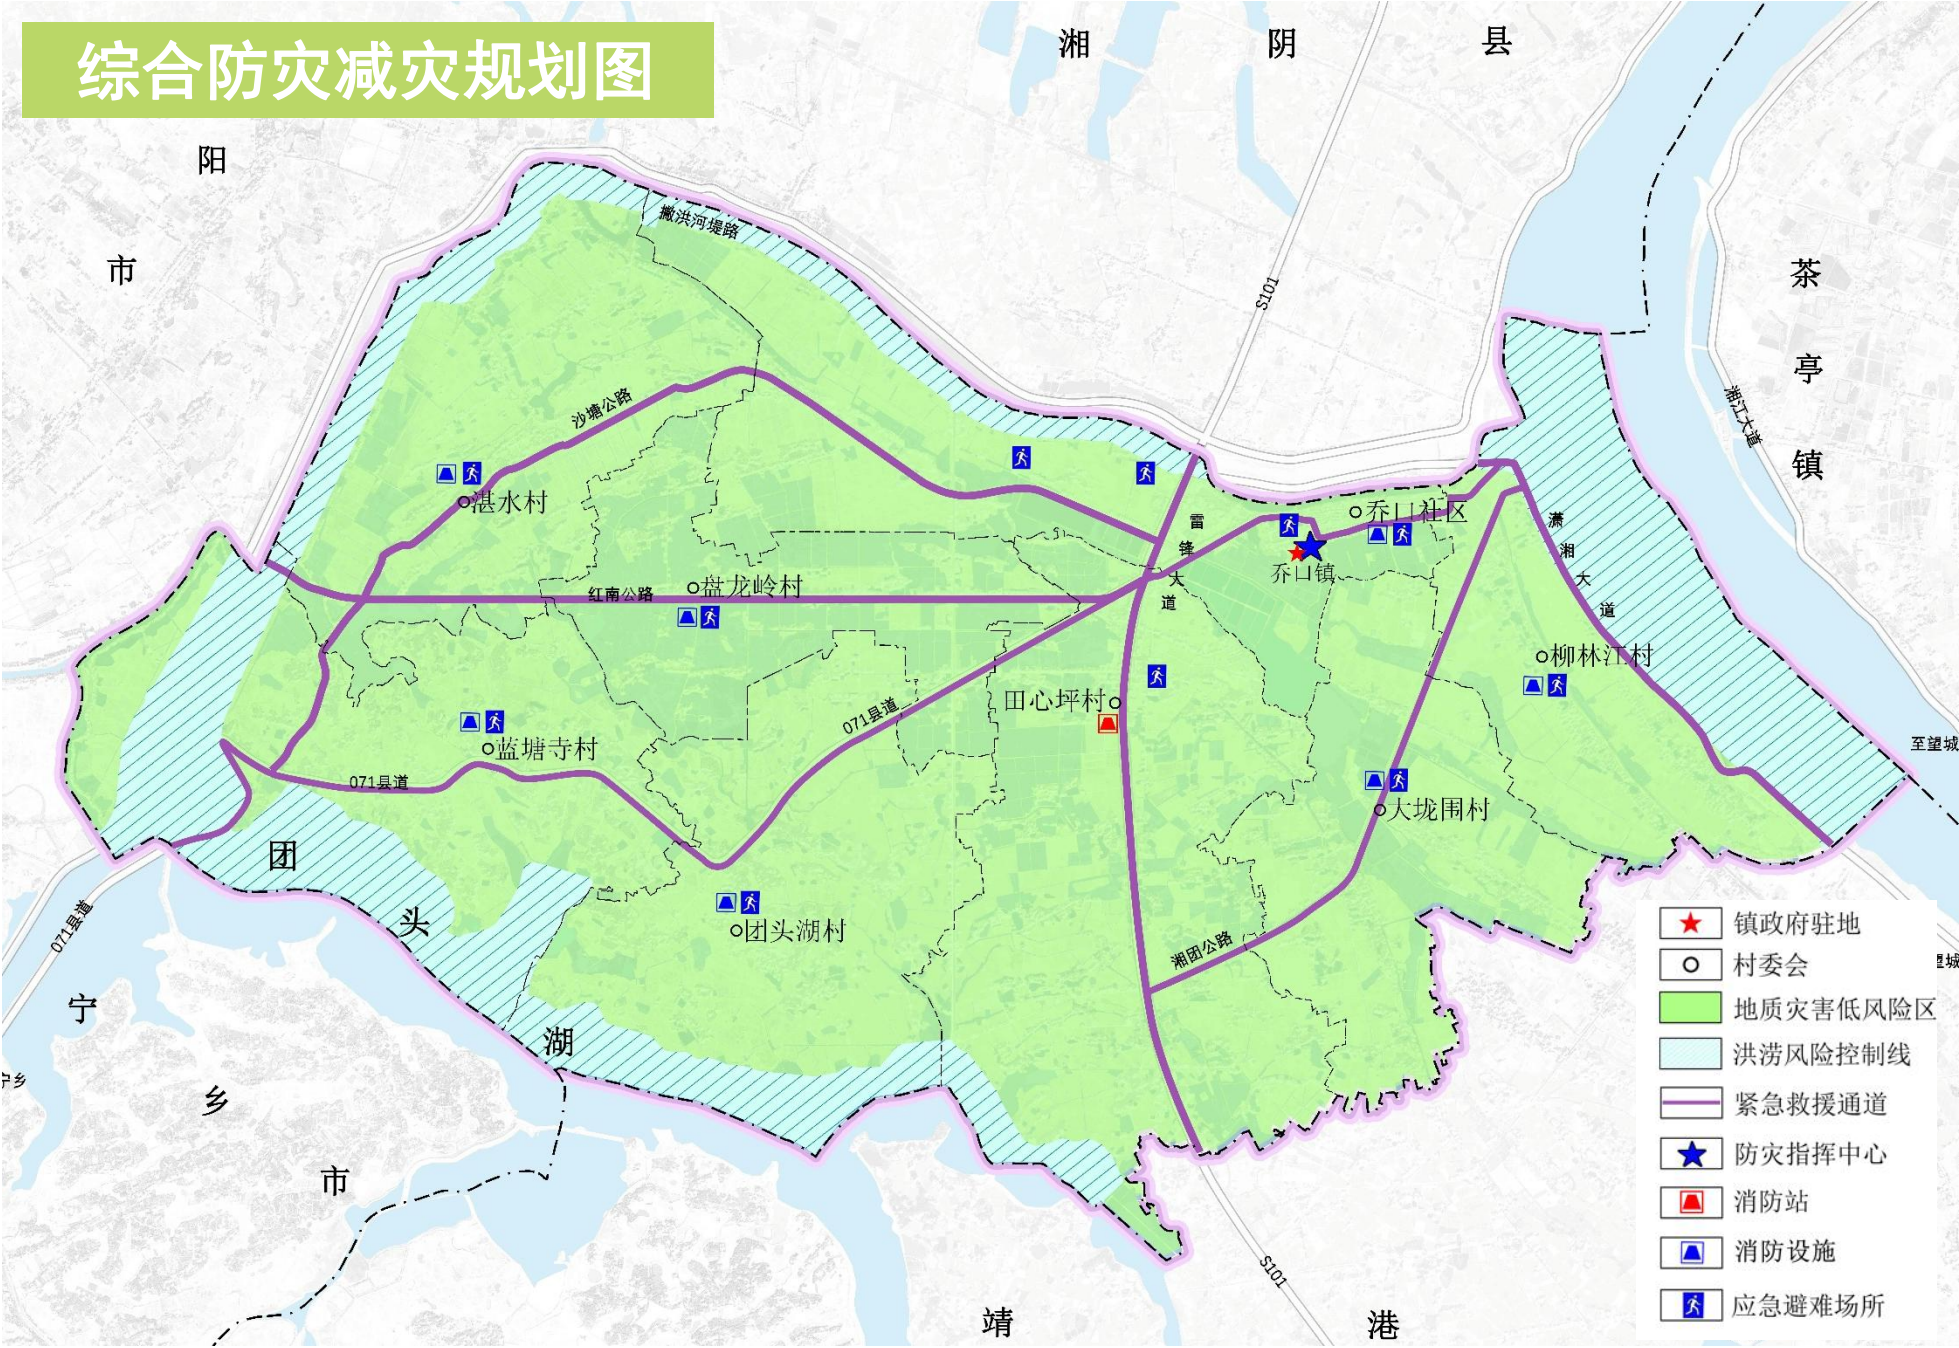 综合防灾减灾规划图
湘
阴
县
阳
市
撇洪河堤路
S101
茶
亭
镇
湘江大道
沙塘公路
湛水村
乔口社区
雷
锋
大
道
潇
湘
大
道
乔口镇
红南公路
盘龙岭村
柳林江村
田心坪村
071县道
蓝塘寺村
071县道
大垅围村
至望城
团
头
湖
团头湖村
湘团公路
071县道
宁
乡
市
宁乡
望城
S101
靖
港
镇政府驻地
村委会
地质灾害低风险区
洪涝风险控制线
紧急救援通道
防灾指挥中心
消防站
消防设施
应急避难场所